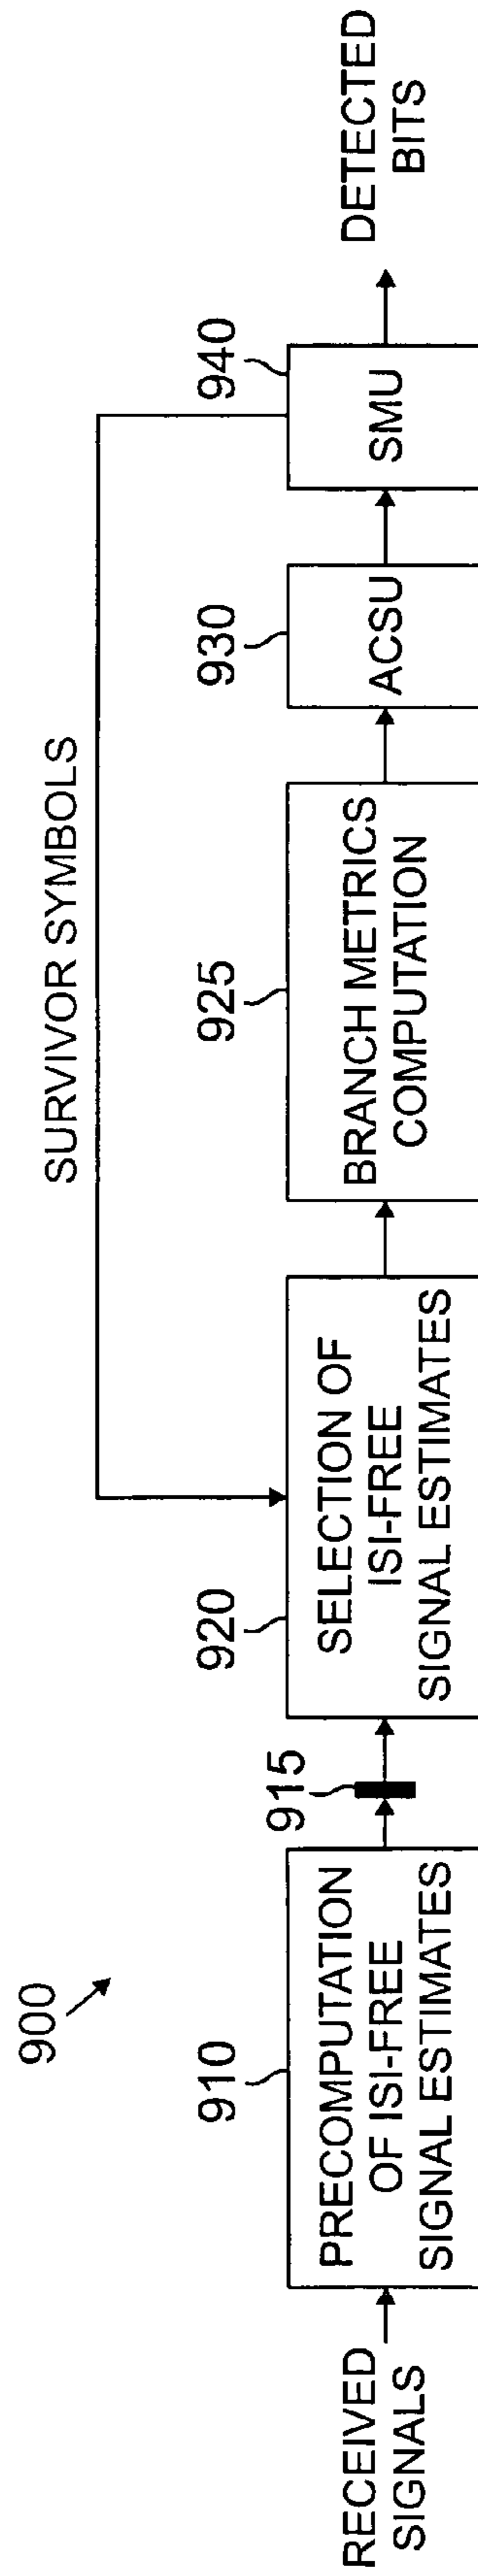 900
SURVIVOR SYMBOLS
RECEIVED
SIGNALS
910
PRECOMPUTATION
OF ISI-FREE
SIGNAL ESTIMATES
915
920
SELECTION OF
ISI-FREE
SIGNAL ESTIMATES
925
BRANCH METRICS
COMPUTATION
930
ACSU
940
SMU
DETECTED
BITS